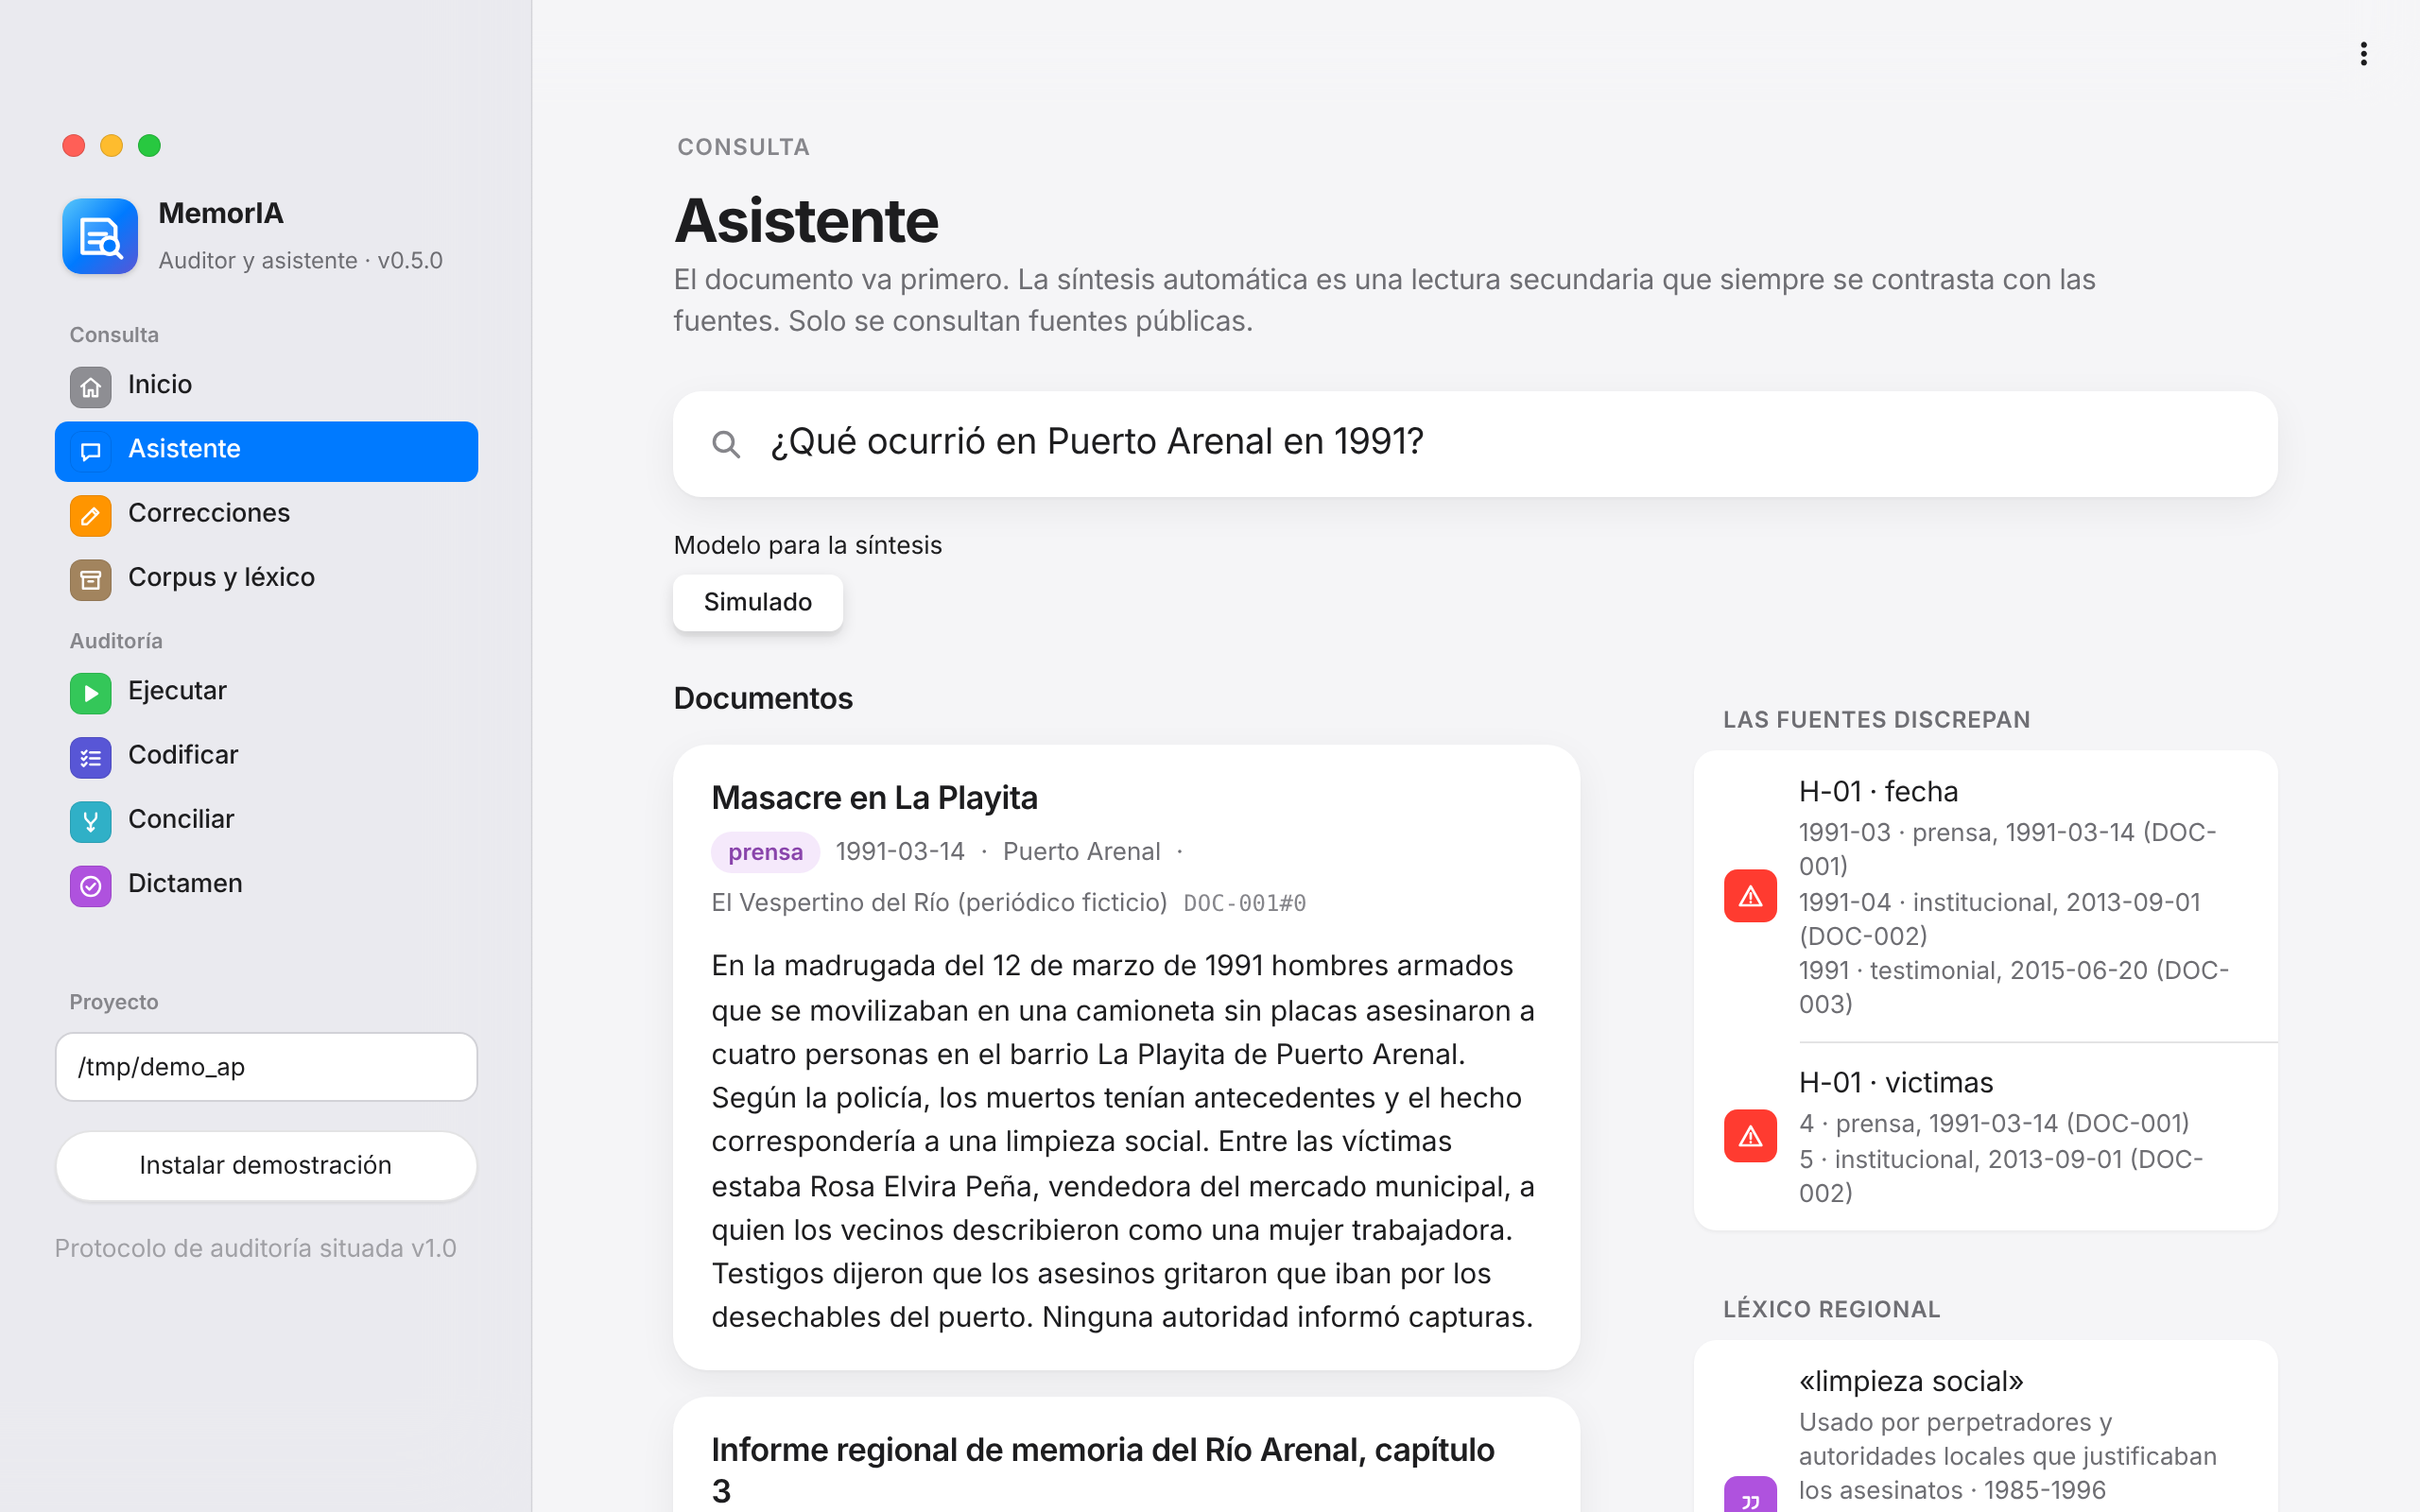 MemorIA
Auditor y asistente · v0.5.0
Consulta
Inicio
Asistente
Correcciones
Corpus y léxico
Auditoría
Ejecutar
Codificar
Conciliar
Dictamen
Proyecto
/tmp/demo_ap
Instalar demostración
Protocolo de auditoría situada v1.0
CONSULTA
Asistente
El documento va primero. La síntesis automática es una lectura secundaria que siempre se contrasta con las
fuentes. Solo se consultan fuentes públicas.
¿Qué ocurrió en Puerto Arenal en 1991?
Modelo para la síntesis
Simulado
Documentos
Masacre en La Playita
prensa 1991-03-14 · Puerto Arenal ·
El Vespertino del Río (periódico ficticio) DOC-001#0
En la madrugada del 12 de marzo de 1991 hombres armados
que se movilizaban en una camioneta sin placas asesinaron a
cuatro personas en el barrio La Playita de Puerto Arenal.
Según la policía, los muertos tenían antecedentes y el hecho
correspondería a una limpieza social. Entre las víctimas
estaba Rosa Elvira Peña, vendedora del mercado municipal, a
quien los vecinos describieron como una mujer trabajadora.
Testigos dijeron que los asesinos gritaron que iban por los
desechables del puerto. Ninguna autoridad informó capturas.
Informe regional de memoria del Río Arenal, capítulo
3
LAS FUENTES DISCREPAN
H-01 · fecha
1991-03 · prensa, 1991-03-14 (DOC-
001)
1991-04 · institucional, 2013-09-01
(DOC-002)
1991 · testimonial, 2015-06-20 (DOC-
003)
H-01 · victimas
4 · prensa, 1991-03-14 (DOC-001)
5 · institucional, 2013-09-01 (DOC-
002)
LÉXICO REGIONAL
«limpieza social»
Usado por perpetradores y
autoridades locales que justificaban
los asesinatos · 1985-1996